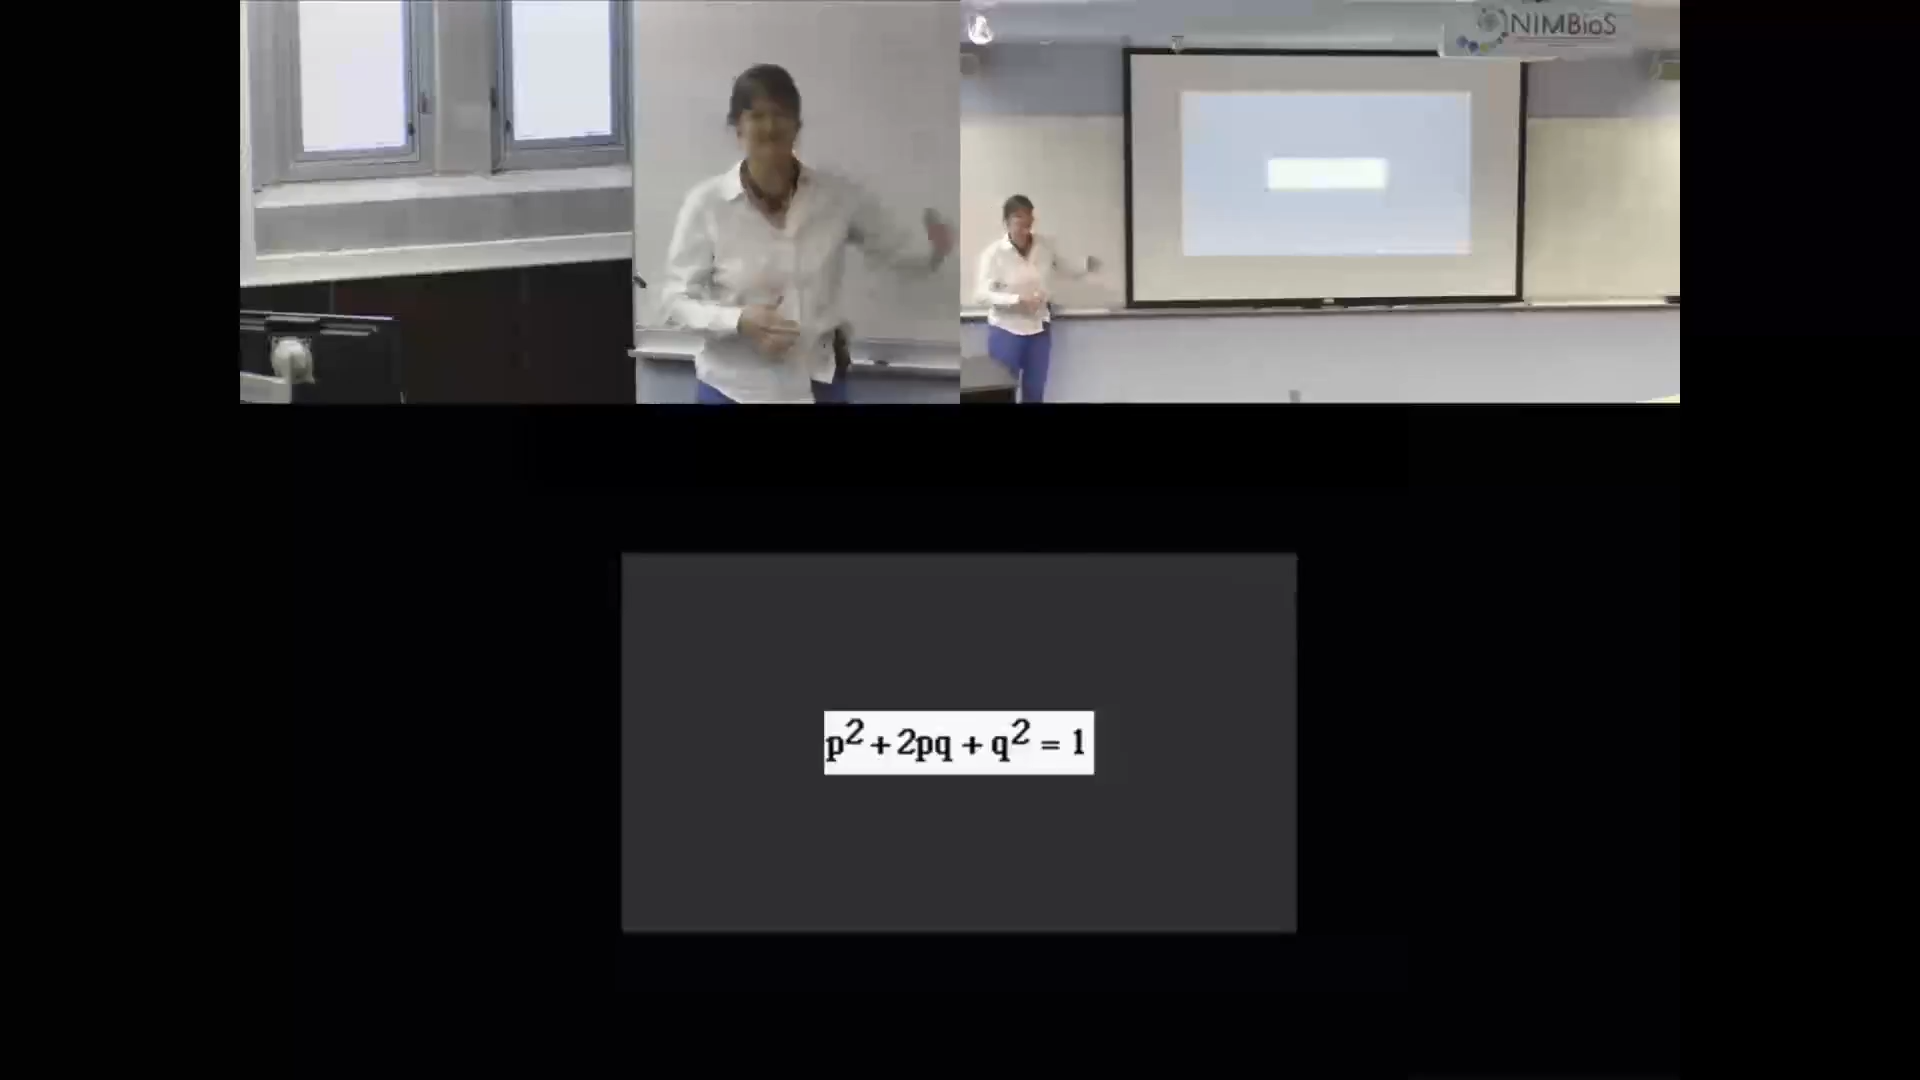 NIMBioS
p² + 2pq + q² = 1